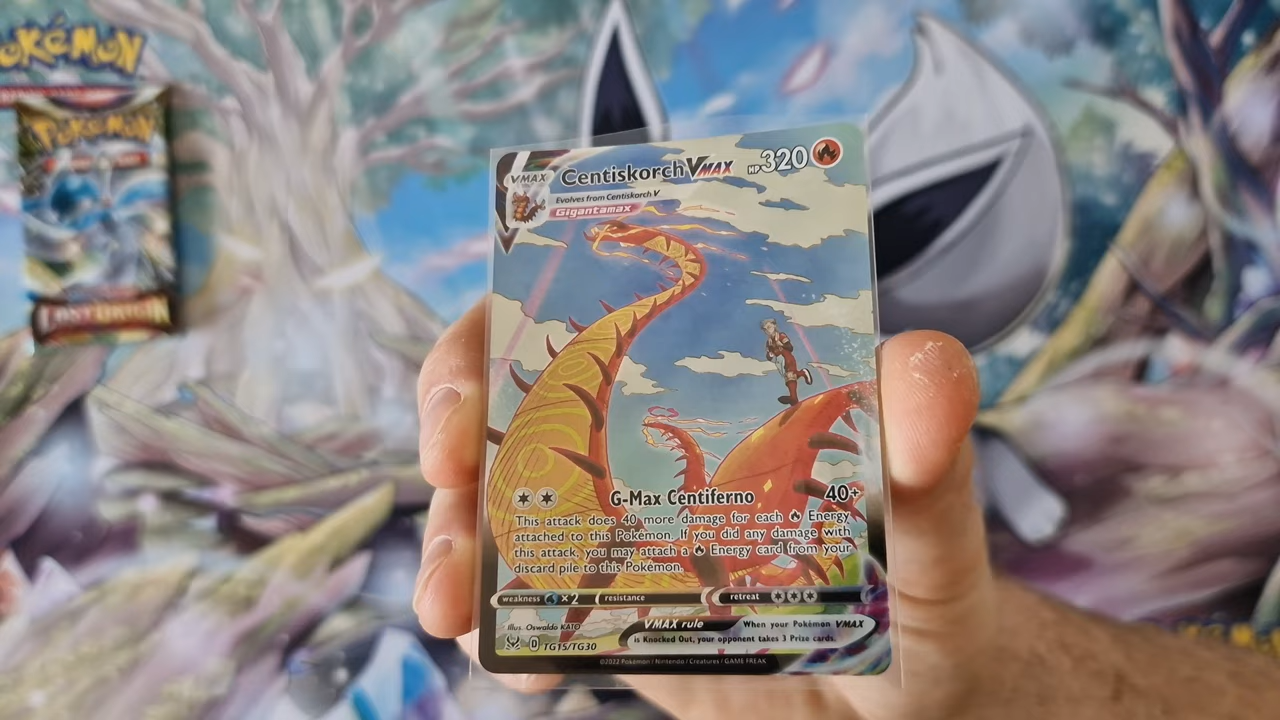 POKÉMON
POKÉMON
LOST ORIGIN
VMAX
Centiskorch VMAX
HP 320
Evolves from Centiskorch V
Gigantamax
G-Max Centiferno 40+
This attack does 40 more damage for each Energy
attached to this Pokémon. If you did any damage with
this attack, you may attach a Energy card from your
discard pile to this Pokémon.
weakness ×2 resistance retreat
Illus. Oswaldo KATO
VMAX rule When your Pokémon VMAX
is Knocked Out, your opponent takes 3 Prize cards.
D TG15/TG30
©2022 Pokémon / Nintendo / Creatures / GAME FREAK